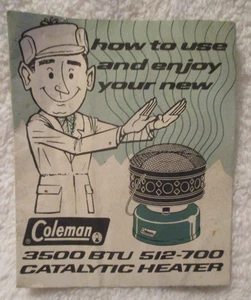 how to use
and enjoy
your new
Coleman
3500 BTU 512-700
CATALYTIC HEATER